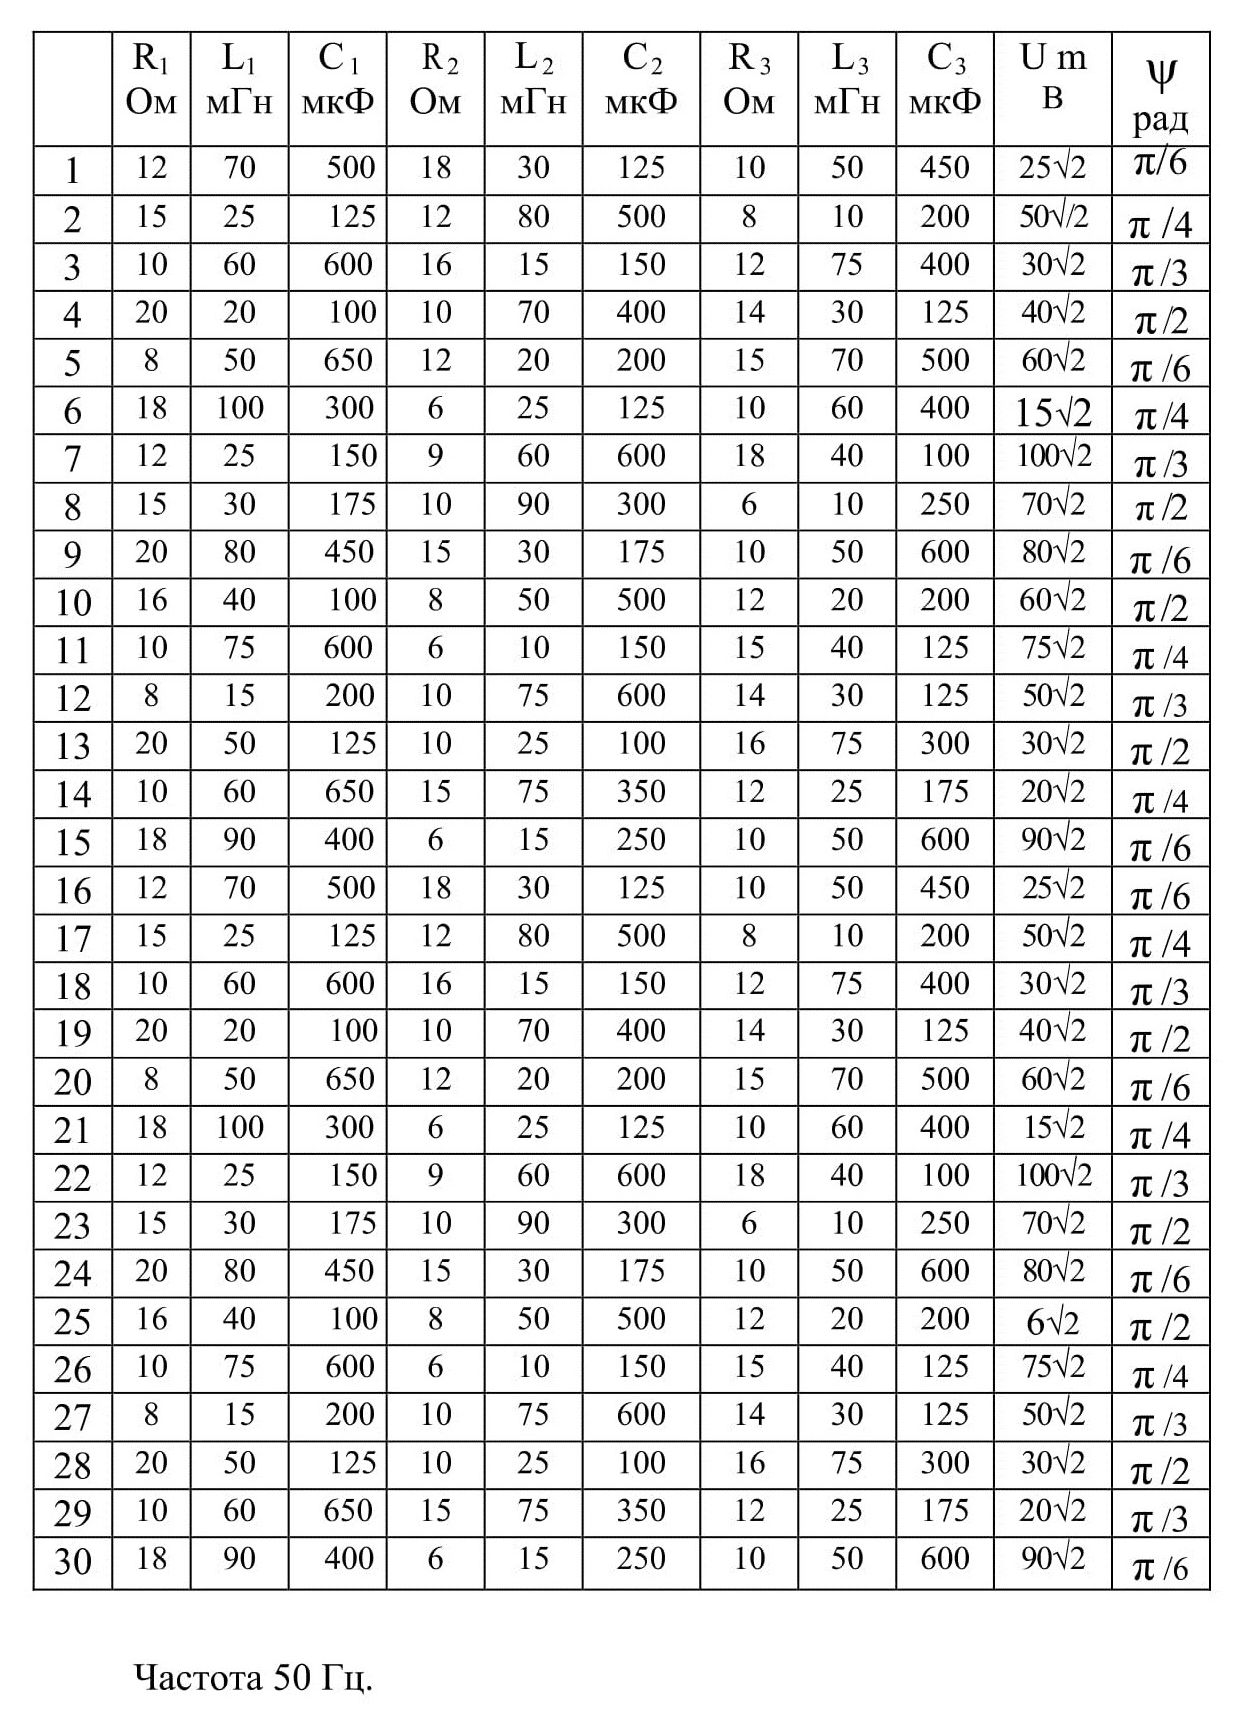 R1 L1 C1 R2 L2 C2 R3 L3 C3 U m ψ
Ом мГн мкФ Ом мГн мкФ Ом мГн мкФ В рад
1 12 70 500 18 30 125 10 50 450 25√2 π/6
2 15 25 125 12 80 500 8 10 200 50√/2 π /4
3 10 60 600 16 15 150 12 75 400 30√2 π /3
4 20 20 100 10 70 400 14 30 125 40√2 π /2
5 8 50 650 12 20 200 15 70 500 60√2 π /6
6 18 100 300 6 25 125 10 60 400 15√2 π /4
7 12 25 150 9 60 600 18 40 100 100√2 π /3
8 15 30 175 10 90 300 6 10 250 70√2 π /2
9 20 80 450 15 30 175 10 50 600 80√2 π /6
10 16 40 100 8 50 500 12 20 200 60√2 π /2
11 10 75 600 6 10 150 15 40 125 75√2 π /4
12 8 15 200 10 75 600 14 30 125 50√2 π /3
13 20 50 125 10 25 100 16 75 300 30√2 π /2
14 10 60 650 15 75 350 12 25 175 20√2 π /4
15 18 90 400 6 15 250 10 50 600 90√2 π /6
16 12 70 500 18 30 125 10 50 450 25√2 π /6
17 15 25 125 12 80 500 8 10 200 50√2 π /4
18 10 60 600 16 15 150 12 75 400 30√2 π /3
19 20 20 100 10 70 400 14 30 125 40√2 π /2
20 8 50 650 12 20 200 15 70 500 60√2 π /6
21 18 100 300 6 25 125 10 60 400 15√2 π /4
22 12 25 150 9 60 600 18 40 100 100√2 π /3
23 15 30 175 10 90 300 6 10 250 70√2 π /2
24 20 80 450 15 30 175 10 50 600 80√2 π /6
25 16 40 100 8 50 500 12 20 200 6√2 π /2
26 10 75 600 6 10 150 15 40 125 75√2 π /4
27 8 15 200 10 75 600 14 30 125 50√2 π /3
28 20 50 125 10 25 100 16 75 300 30√2 π /2
29 10 60 650 15 75 350 12 25 175 20√2 π /3
30 18 90 400 6 15 250 10 50 600 90√2 π /6
Частота 50 Гц.